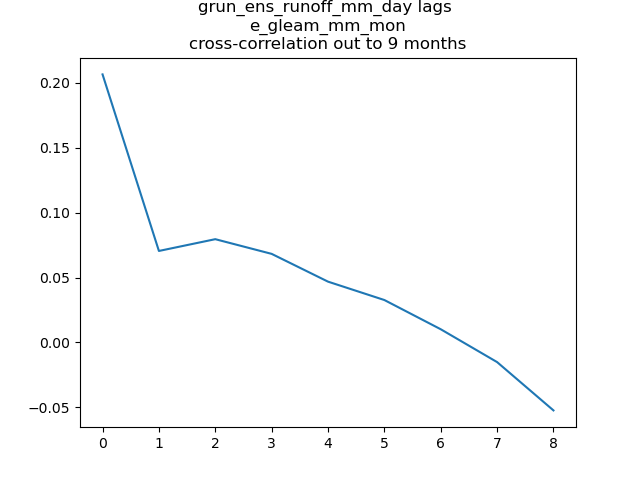 grun_ens_runoff_mm_day lags
e_gleam_mm_mon
cross-correlation out to 9 months
0.20
0.15
0.10
0.05
0.00
−0.05
0 1 2 3 4 5 6 7 8